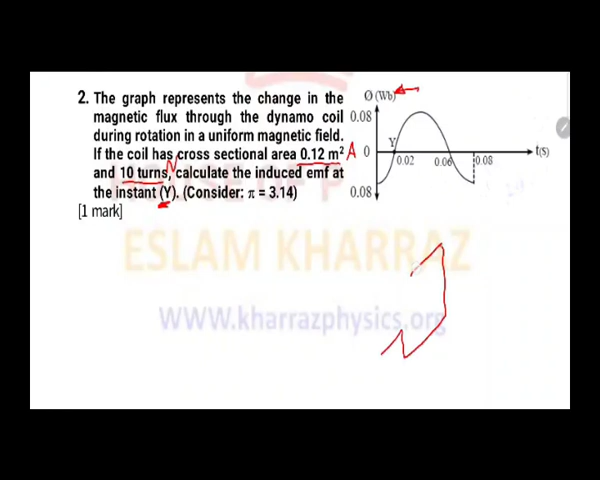 2. The graph represents the change in the
magnetic flux through the dynamo coil
during rotation in a uniform magnetic field.
If the coil has cross sectional area 0.12 m² A
N
and 10 turns, calculate the induced emf at
the instant (Y). (Consider: π = 3.14)
[1 mark]
Ø (Wb)
0.08
Y
0
t(S)
0.02
0.06
0.08
0.08
ESLAM KHARRAZ
www.kharrazphysics.org